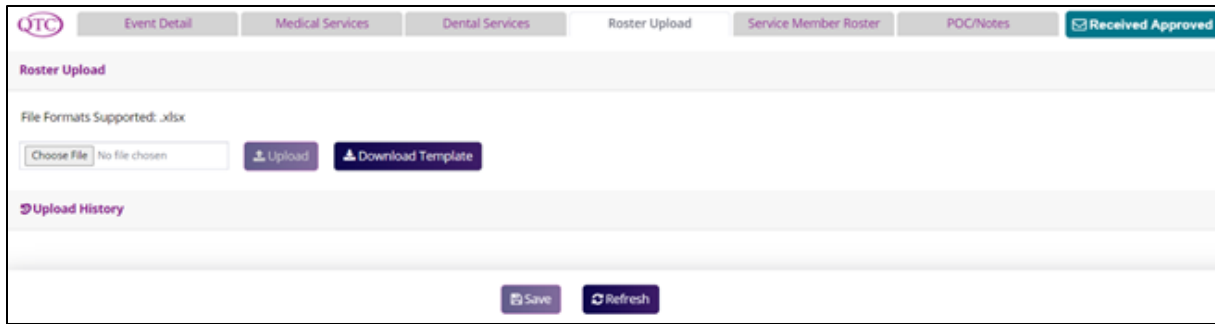 QTC Event Detail Medical Services Dental Services Roster Upload Service Member Roster POC/Notes Received Approved
Roster Upload
File Formats Supported: .xlsx
Choose File No file chosen Upload Download Template
Upload History
Save Refresh